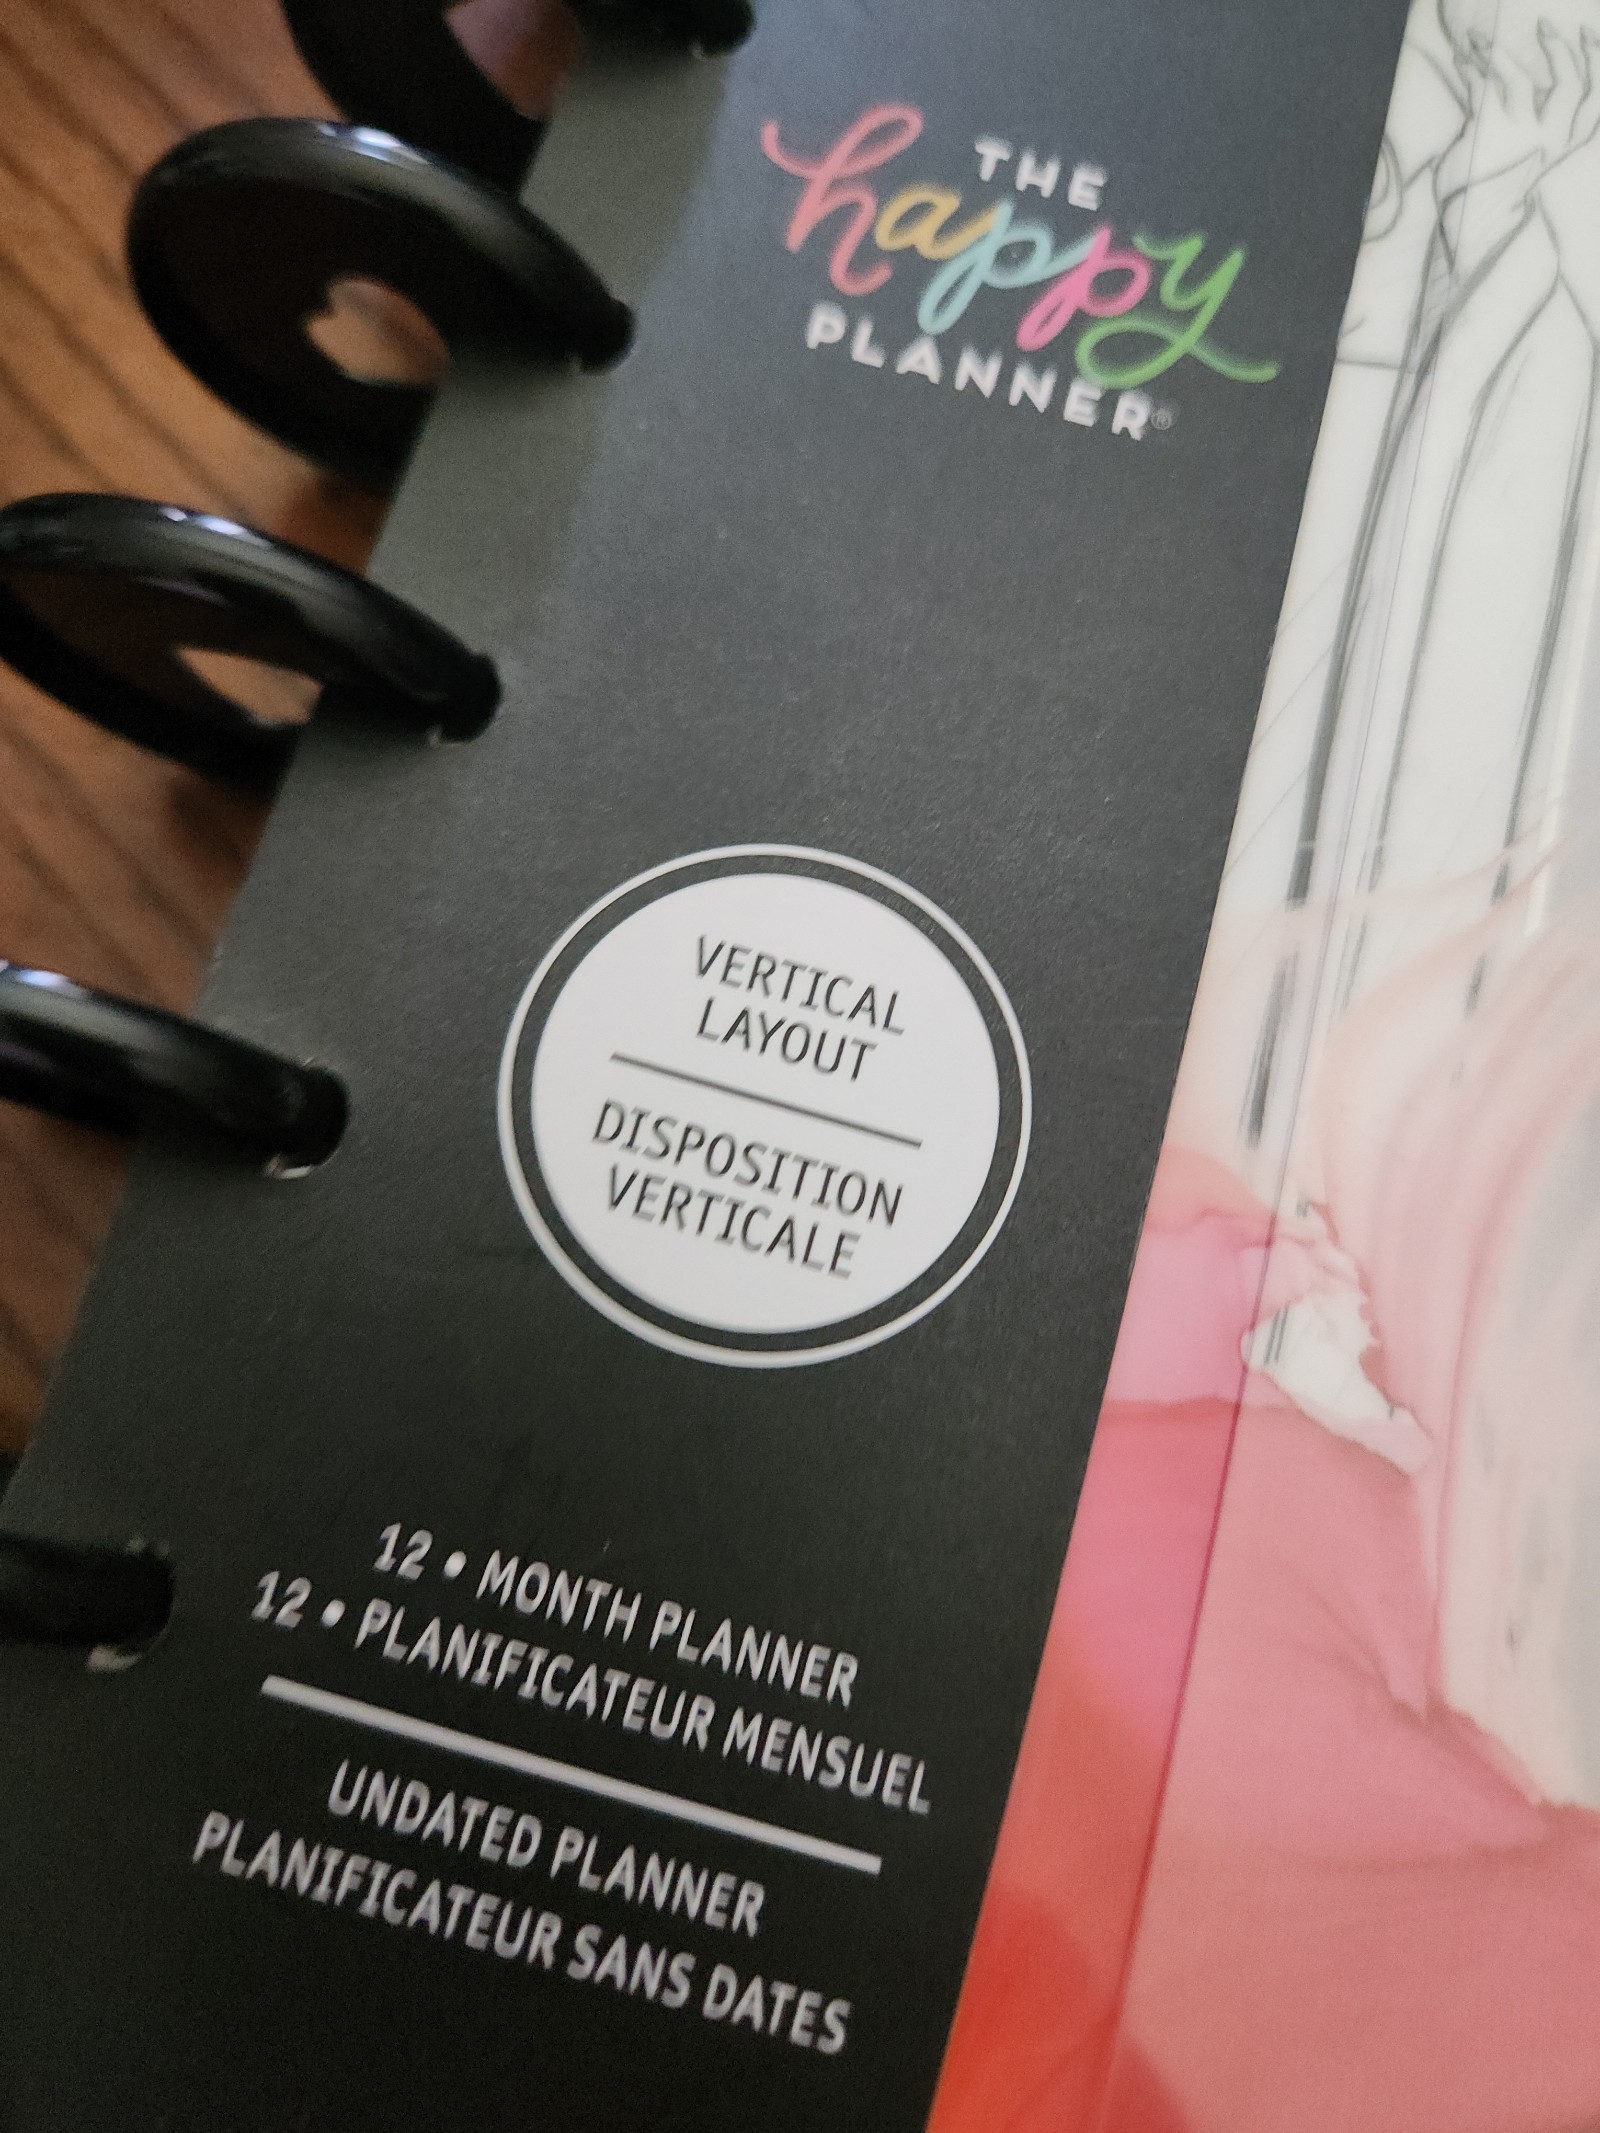 THE
happy
PLANNER®
VERTICAL
LAYOUT
DISPOSITION
VERTICALE
12 • MONTH PLANNER
12 • PLANIFICATEUR MENSUEL
UNDATED PLANNER
PLANIFICATEUR SANS DATES